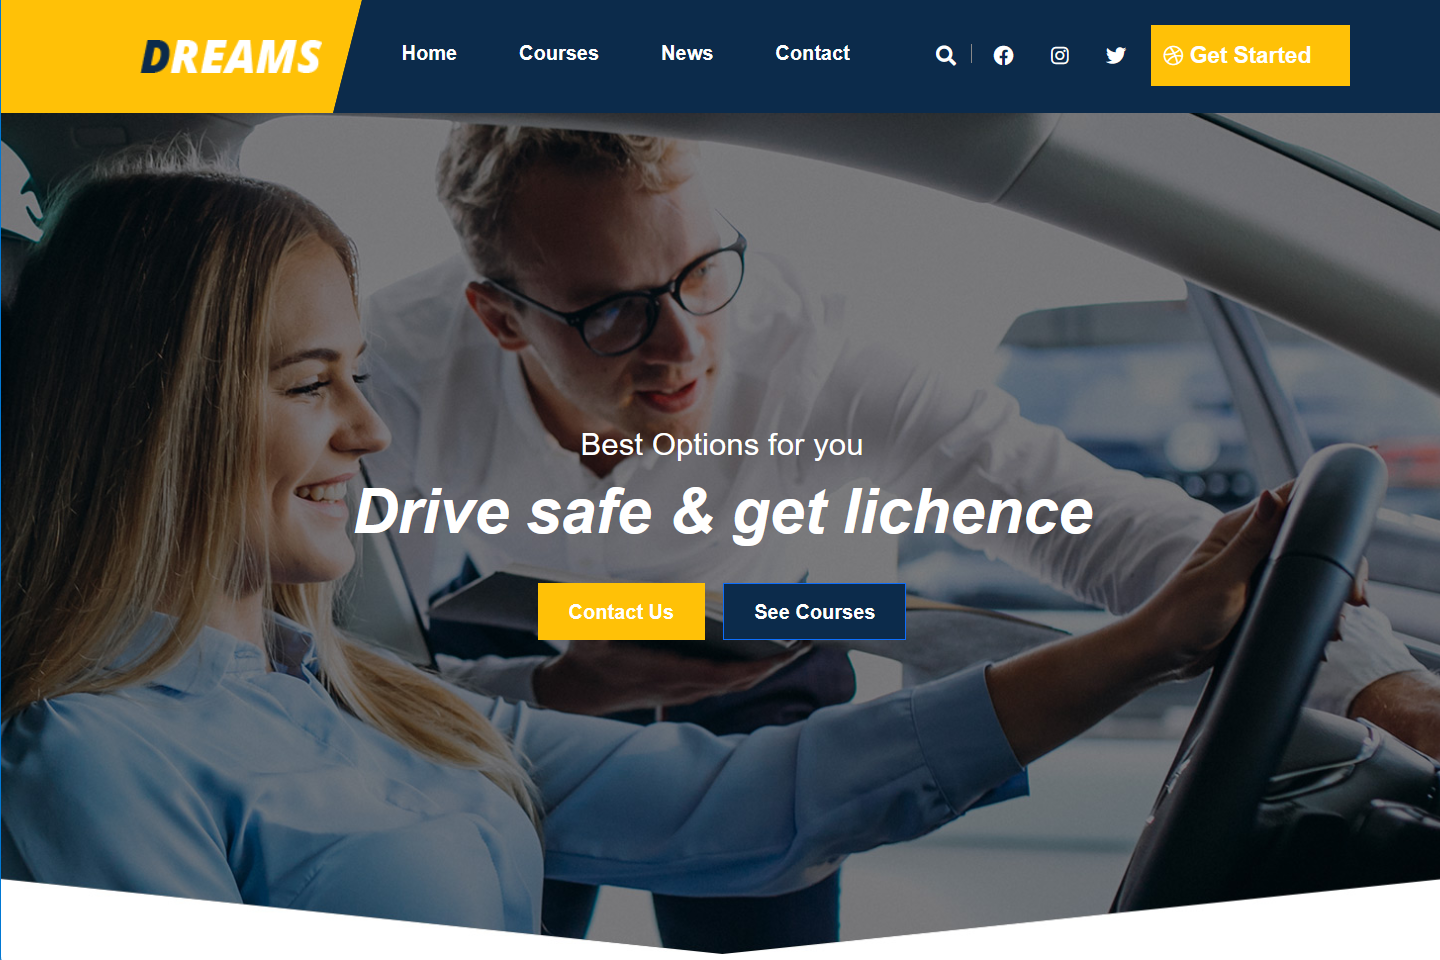 DREAMS
Home
Courses
News
Contact
Get Started
Best Options for you
Drive safe & get lichence
Contact Us
See Courses